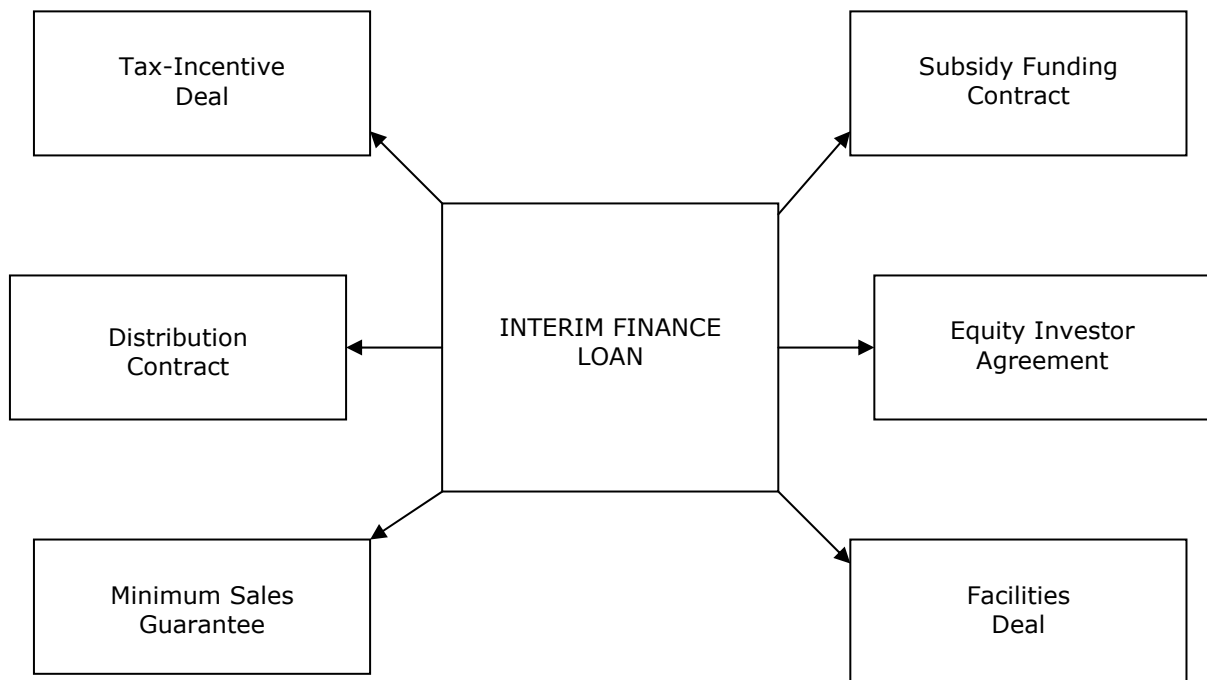 Tax-Incentive
Deal
Subsidy Funding
Contract
INTERIM FINANCE
LOAN
Distribution
Contract
Equity Investor
Agreement
Minimum Sales
Guarantee
Facilities
Deal